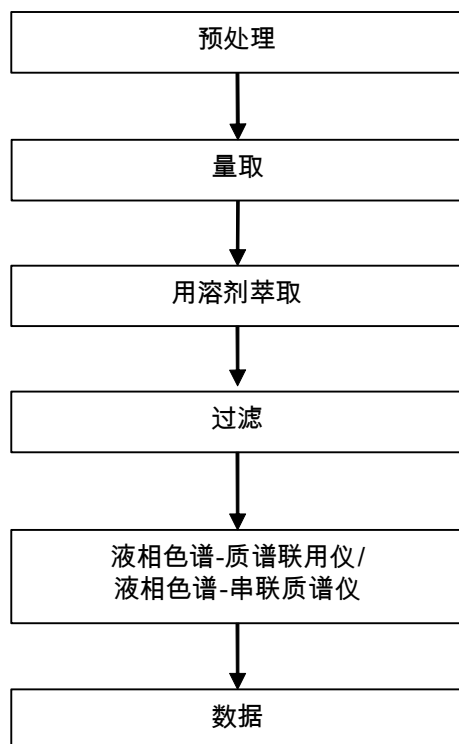 预处理
量取
用溶剂萃取
过滤
液相色谱-质谱联用仪/
液相色谱-串联质谱仪
数据